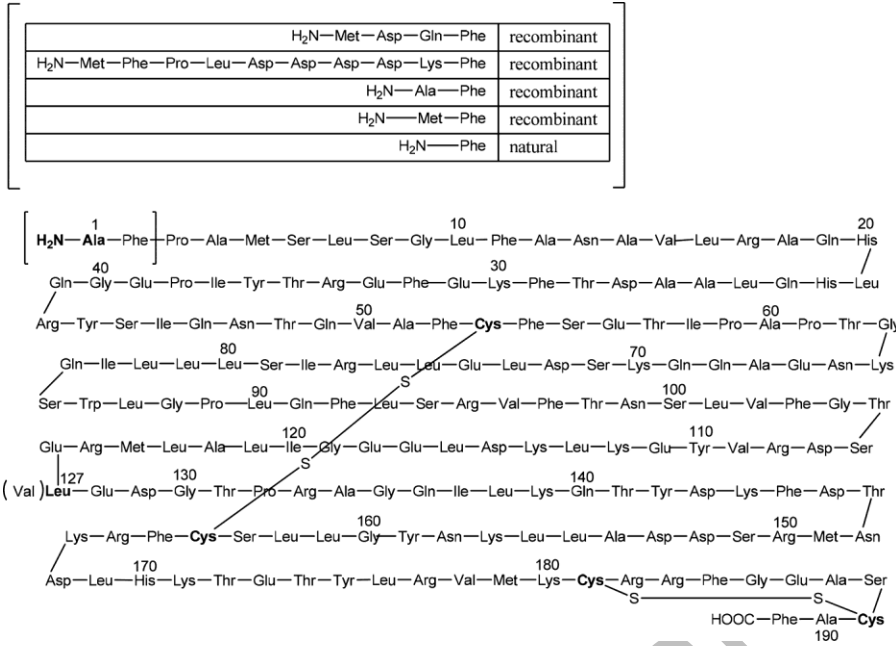 H₂N—Met—Asp—Gln—Phe recombinant
H₂N—Met—Phe—Pro—Leu—Asp—Asp—Asp—Asp—Lys—Phe recombinant
H₂N—Ala—Phe recombinant
H₂N—Met—Phe recombinant
H₂N—Phe natural
1 10 20
H₂N—Ala—Phe—Pro—Ala—Met—Ser—Leu—Ser—Gly—Leu—Phe—Ala—Asn—Ala—Val—Leu—Arg—Ala—Gln—His
40 30
Gln—Gly—Glu—Pro—Ile—Tyr—Thr—Arg—Glu—Phe—Glu—Lys—Phe—Thr—Asp—Ala—Ala—Leu—Gln—His—Leu
50 60
Arg—Tyr—Ser—Ile—Gln—Asn—Thr—Gln—Val—Ala—Phe—Cys—Phe—Ser—Glu—Thr—Ile—Pro—Ala—Pro—Thr—Gly
80 70
Gln—Ile—Leu—Leu—Leu—Ser—Ile—Arg—Leu—Leu—Glu—Leu—Asp—Ser—Lys—Gln—Gln—Ala—Glu—Asn—Lys
S
90 100
Ser—Trp—Leu—Gly—Pro—Leu—Gln—Phe—Leu—Ser—Arg—Val—Phe—Thr—Asn—Ser—Leu—Val—Phe—Gly—Thr
120 110
Glu—Arg—Met—Leu—Ala—Leu—Ile—Gly—Glu—Glu—Leu—Asp—Lys—Leu—Lys—Glu—Tyr—Val—Arg—Asp—Ser
S
127 130 140
(Val)Leu—Glu—Asp—Gly—Thr—Pro—Arg—Ala—Gly—Gln—Ile—Leu—Lys—Gln—Thr—Tyr—Asp—Lys—Phe—Asp—Thr
160 150
Lys—Arg—Phe—Cys—Ser—Leu—Leu—Gly—Tyr—Asn—Lys—Leu—Leu—Ala—Asp—Asp—Ser—Arg—Met—Asn
170 180
Asp—Leu—His—Lys—Thr—Glu—Thr—Tyr—Leu—Arg—Val—Met—Lys—Cys—Arg—Arg—Phe—Gly—Glu—Ala—Ser
S S
HOOC—Phe—Ala—Cys
190